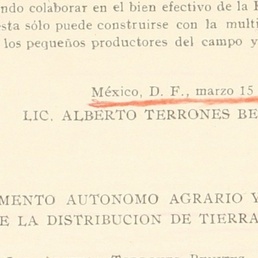 ndo colaborar en el bien efectivo de la
esta sólo puede construirse con la multi
los pequeños productores del campo y
México, D. F., marzo 15
LIC. ALBERTO TERRONES BE
MENTO AUTONOMO AGRARIO Y
E LA DISTRIBUCION DE TIERRA